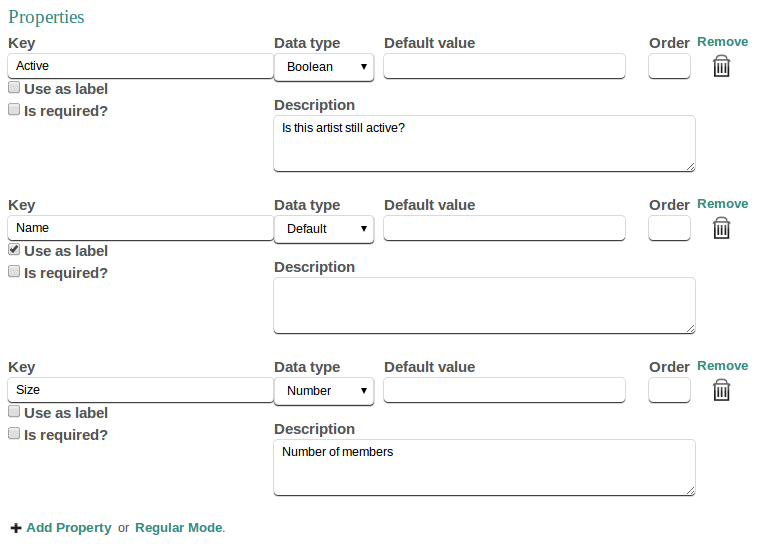 Properties
Key Data type Default value Order Remove
Active Boolean
Use as label
Is required? Description
Is this artist still active?
Key Data type Default value Order Remove
Name Default
Use as label
Is required? Description
Key Data type Default value Order Remove
Size Number
Use as label
Is required? Description
Number of members
Add Property or Regular Mode.